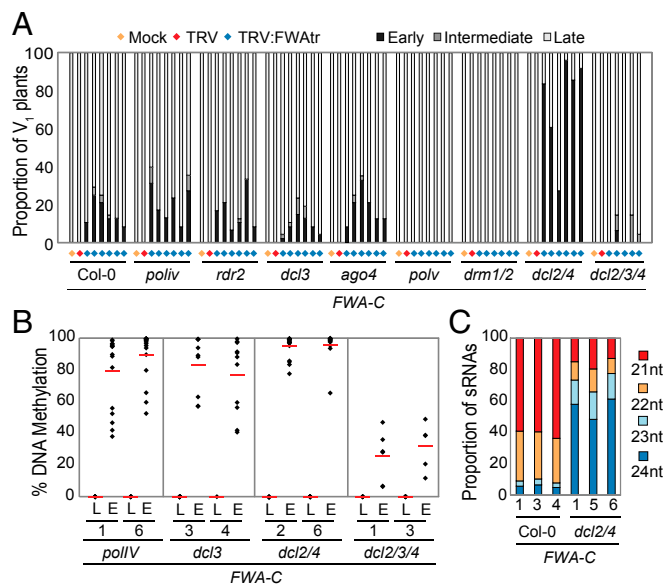 A
Mock TRV TRV:FWAtr Early Intermediate Late
Proportion of V1 plants
100
80
60
40
20
0
Col-0 poliv rdr2 dcl3 ago4 polv drm1/2 dcl2/4 dcl2/3/4
FWA-C
B
% DNA Methylation
100
80
60
40
20
0
L E L E L E L E L E L E L E L E
1 6 3 4 2 6 1 3
polIV dcl3 dcl2/4 dcl2/3/4
FWA-C
C
Proportion of sRNAs
100
80
60
40
20
0
21nt
22nt
23nt
24nt
1 3 4 1 5 6
Col-0 dcl2/4
FWA-C